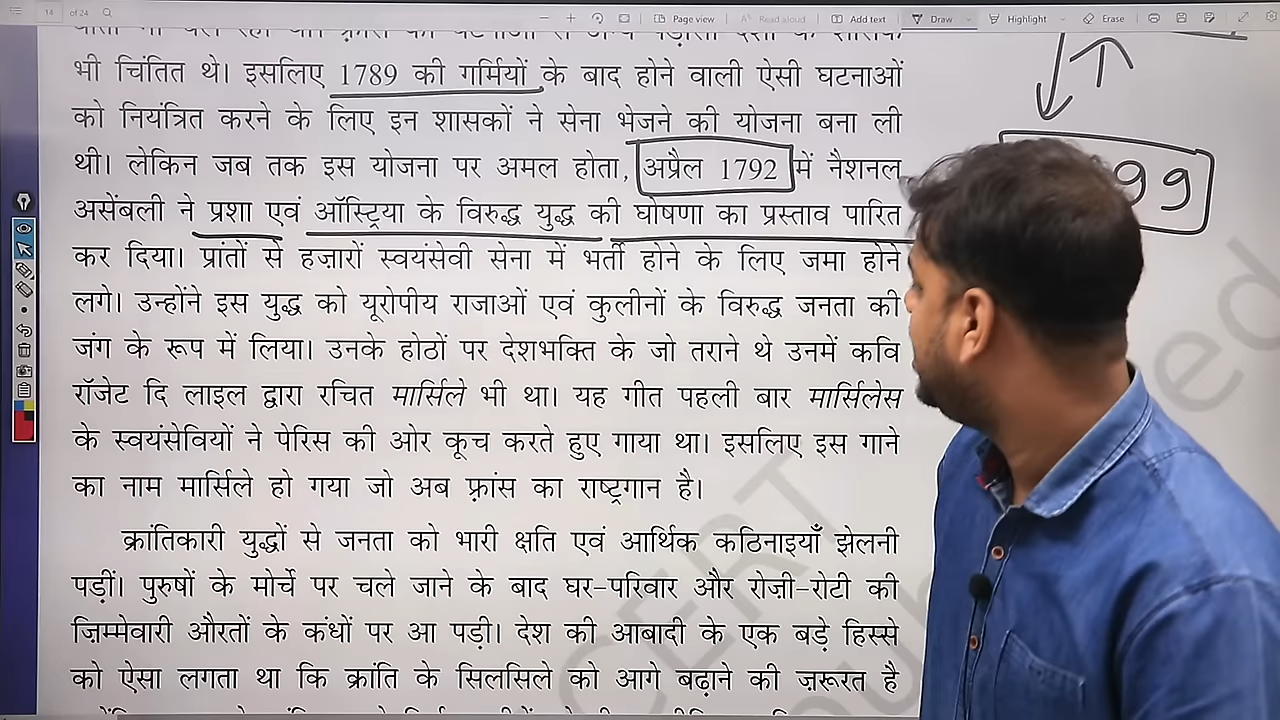 14 of 24 Page view Read aloud Add text Draw Highlight Erase
भी चिंतित थे। इसलिए 1789 की गर्मियों के बाद होने वाली ऐसी घटनाओं
को नियंत्रित करने के लिए इन शासकों ने सेना भेजने की योजना बना ली
थी। लेकिन जब तक इस योजना पर अमल होता, अप्रैल 1792 में नैशनल
असेंबली ने प्रशा एवं ऑस्ट्रिया के विरुद्ध युद्ध की घोषणा का प्रस्ताव पारित
कर दिया। प्रांतों से हज़ारों स्वयंसेवी सेना में भर्ती होने के लिए जमा होने
लगे। उन्होंने इस युद्ध को यूरोपीय राजाओं एवं कुलीनों के विरुद्ध जनता की
जंग के रूप में लिया। उनके होठों पर देशभक्ति के जो तराने थे उनमें कवि
रॉजेट दि लाइल द्वारा रचित मार्सिले भी था। यह गीत पहली बार मार्सिलेस
के स्वयंसेवियों ने पेरिस की ओर कूच करते हुए गाया था। इसलिए इस गाने
का नाम मार्सिले हो गया जो अब फ़्रांस का राष्ट्रगान है।
क्रांतिकारी युद्धों से जनता को भारी क्षति एवं आर्थिक कठिनाइयाँ झेलनी
पड़ीं। पुरुषों के मोर्चे पर चले जाने के बाद घर-परिवार और रोज़ी-रोटी की
ज़िम्मेवारी औरतों के कंधों पर आ पड़ी। देश की आबादी के एक बड़े हिस्से
को ऐसा लगता था कि क्रांति के सिलसिले को आगे बढ़ाने की ज़रूरत है
99